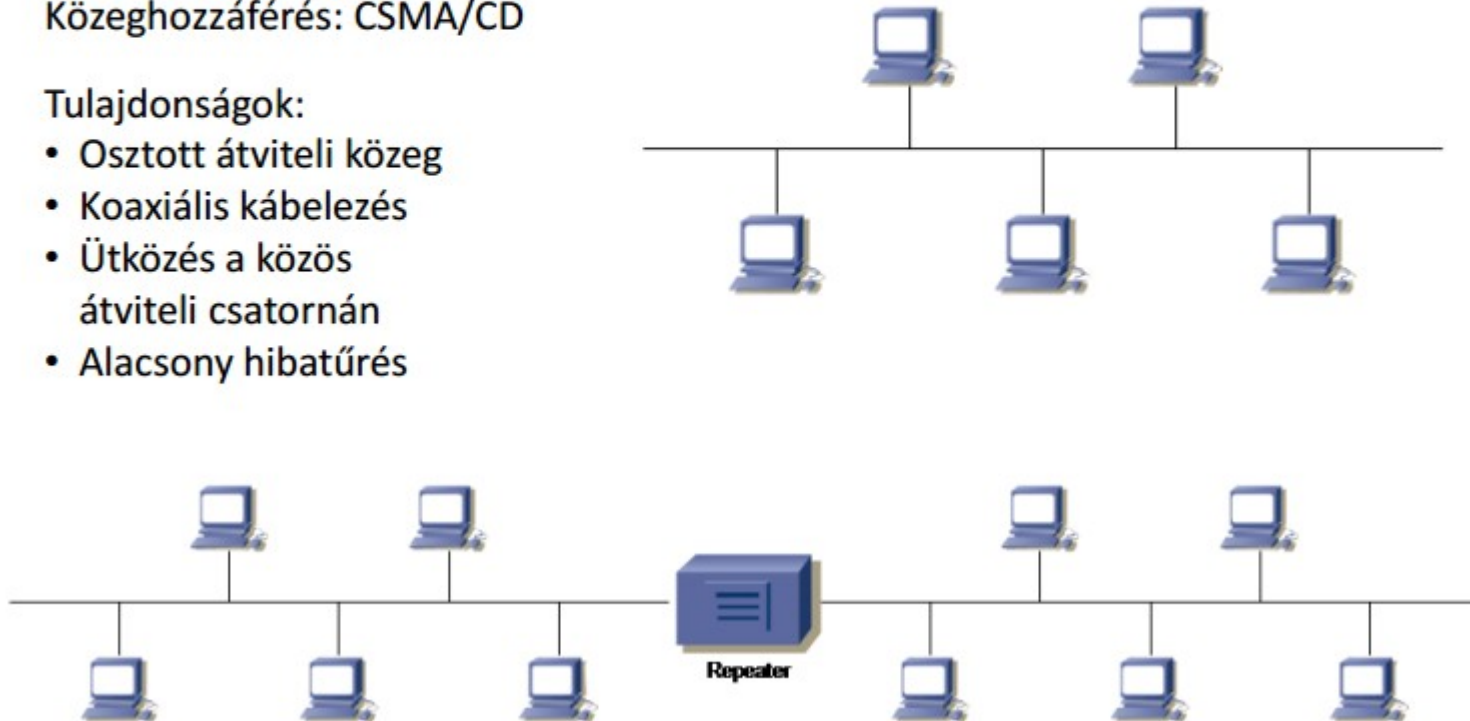 Közeghozzáférés: CSMA/CD
Tulajdonságok:
• Osztott átviteli közeg
• Koaxiális kábelezés
• Ütközés a közös
átviteli csatornán
• Alacsony hibatűrés
Repeater